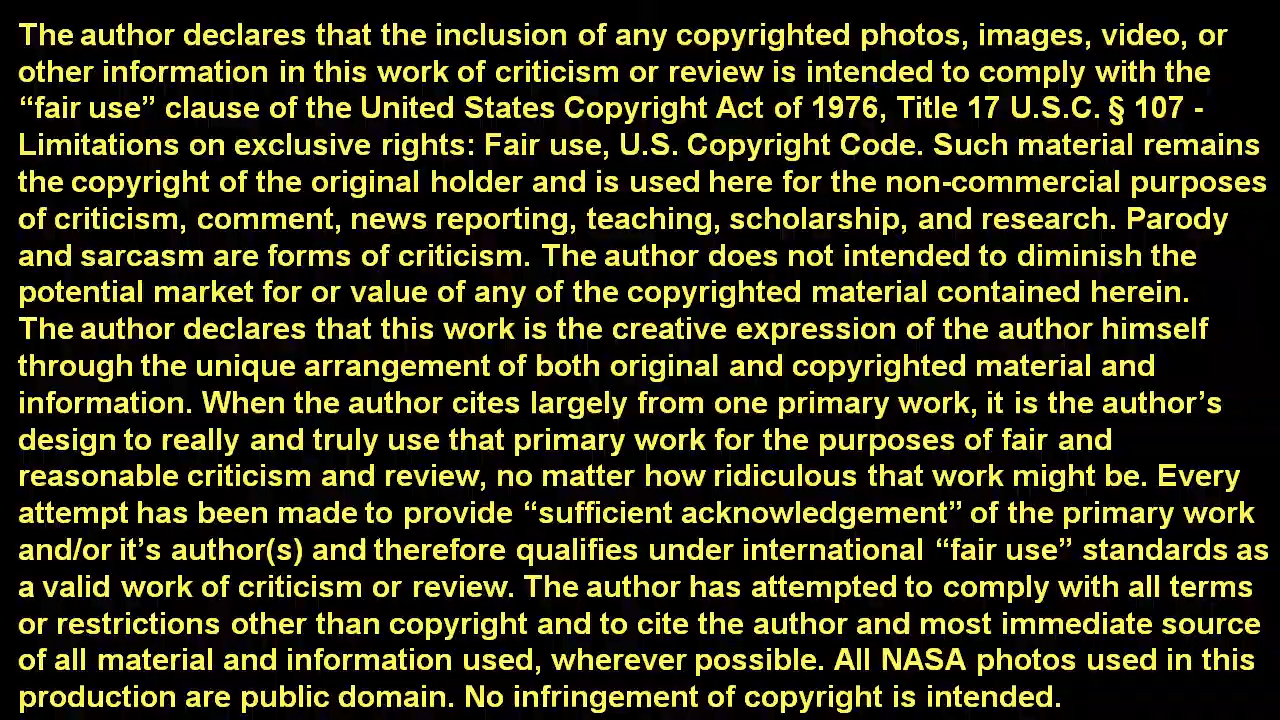 The author declares that the inclusion of any copyrighted photos, images, video, or
other information in this work of criticism or review is intended to comply with the
“fair use” clause of the United States Copyright Act of 1976, Title 17 U.S.C. § 107 -
Limitations on exclusive rights: Fair use, U.S. Copyright Code. Such material remains
the copyright of the original holder and is used here for the non-commercial purposes
of criticism, comment, news reporting, teaching, scholarship, and research. Parody
and sarcasm are forms of criticism. The author does not intended to diminish the
potential market for or value of any of the copyrighted material contained herein.
The author declares that this work is the creative expression of the author himself
through the unique arrangement of both original and copyrighted material and
information. When the author cites largely from one primary work, it is the author’s
design to really and truly use that primary work for the purposes of fair and
reasonable criticism and review, no matter how ridiculous that work might be. Every
attempt has been made to provide “sufficient acknowledgement” of the primary work
and/or it’s author(s) and therefore qualifies under international “fair use” standards as
a valid work of criticism or review. The author has attempted to comply with all terms
or restrictions other than copyright and to cite the author and most immediate source
of all material and information used, wherever possible. All NASA photos used in this
production are public domain. No infringement of copyright is intended.